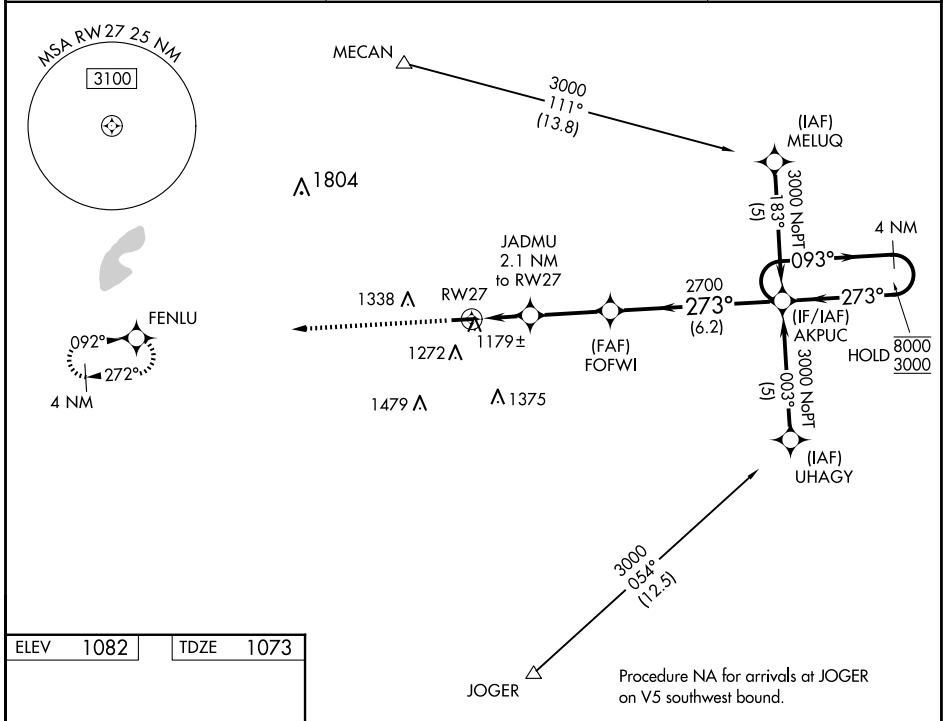 MSA RW27 25 NM
3100
MECAN
3000
111°
(13.8)
(IAF)
MELUQ
1804
3000 NoPT
183°
(5)
4 NM
093°
JADMU
2.1 NM
to RW27
2700
273°
(6.2)
273°
1338
RW27
(IF/IAF)
AKPUC
HOLD
8000
3000
FENLU
092°
272°
4 NM
1272
1179±
(FAF)
FOFWI
1479
1375
3000 NoPT
003°
(5)
(IAF)
UHAGY
3000
054°
(12.5)
JOGER
Procedure NA for arrivals at JOGER
on V5 southwest bound.
ELEV 1082
TDZE 1073